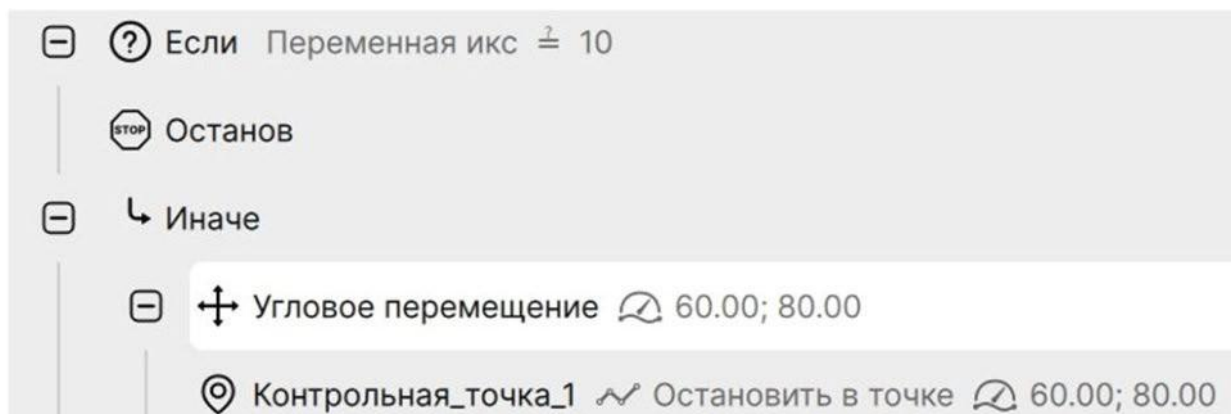 Если Переменная икс ≟ 10
STOP Останов
Иначе
Угловое перемещение 60.00; 80.00
Контрольная_точка_1 Остановить в точке 60.00; 80.00